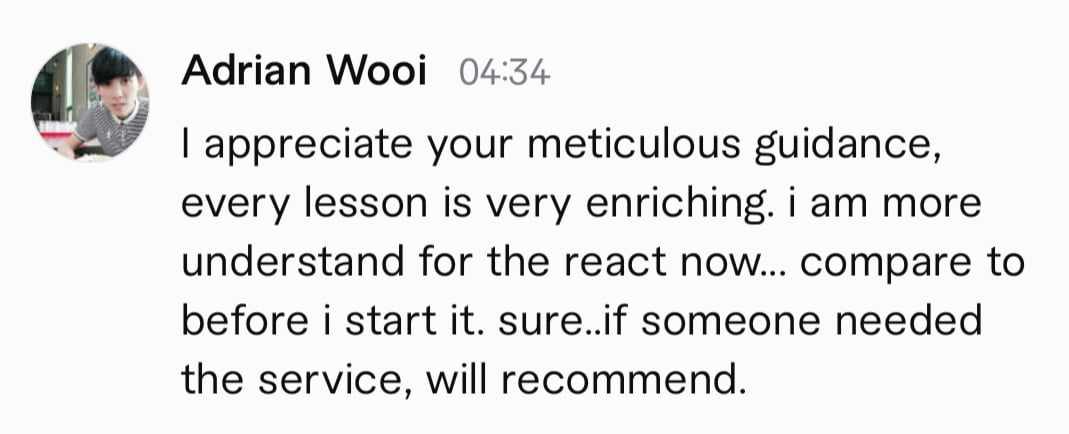 Adrian Wooi 04:34
I appreciate your meticulous guidance,
every lesson is very enriching. i am more
understand for the react now... compare to
before i start it. sure..if someone needed
the service, will recommend.